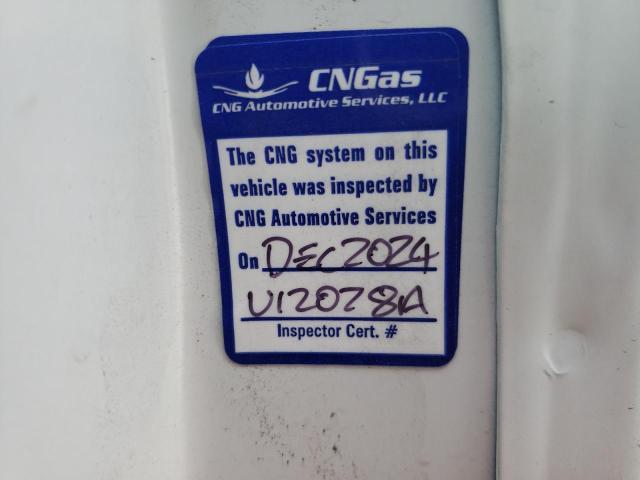 CNGas
CNG Automotive Services, LLC
The CNG system on this
vehicle was inspected by
CNG Automotive Services
On DEC 2024
V12028A
Inspector Cert. #